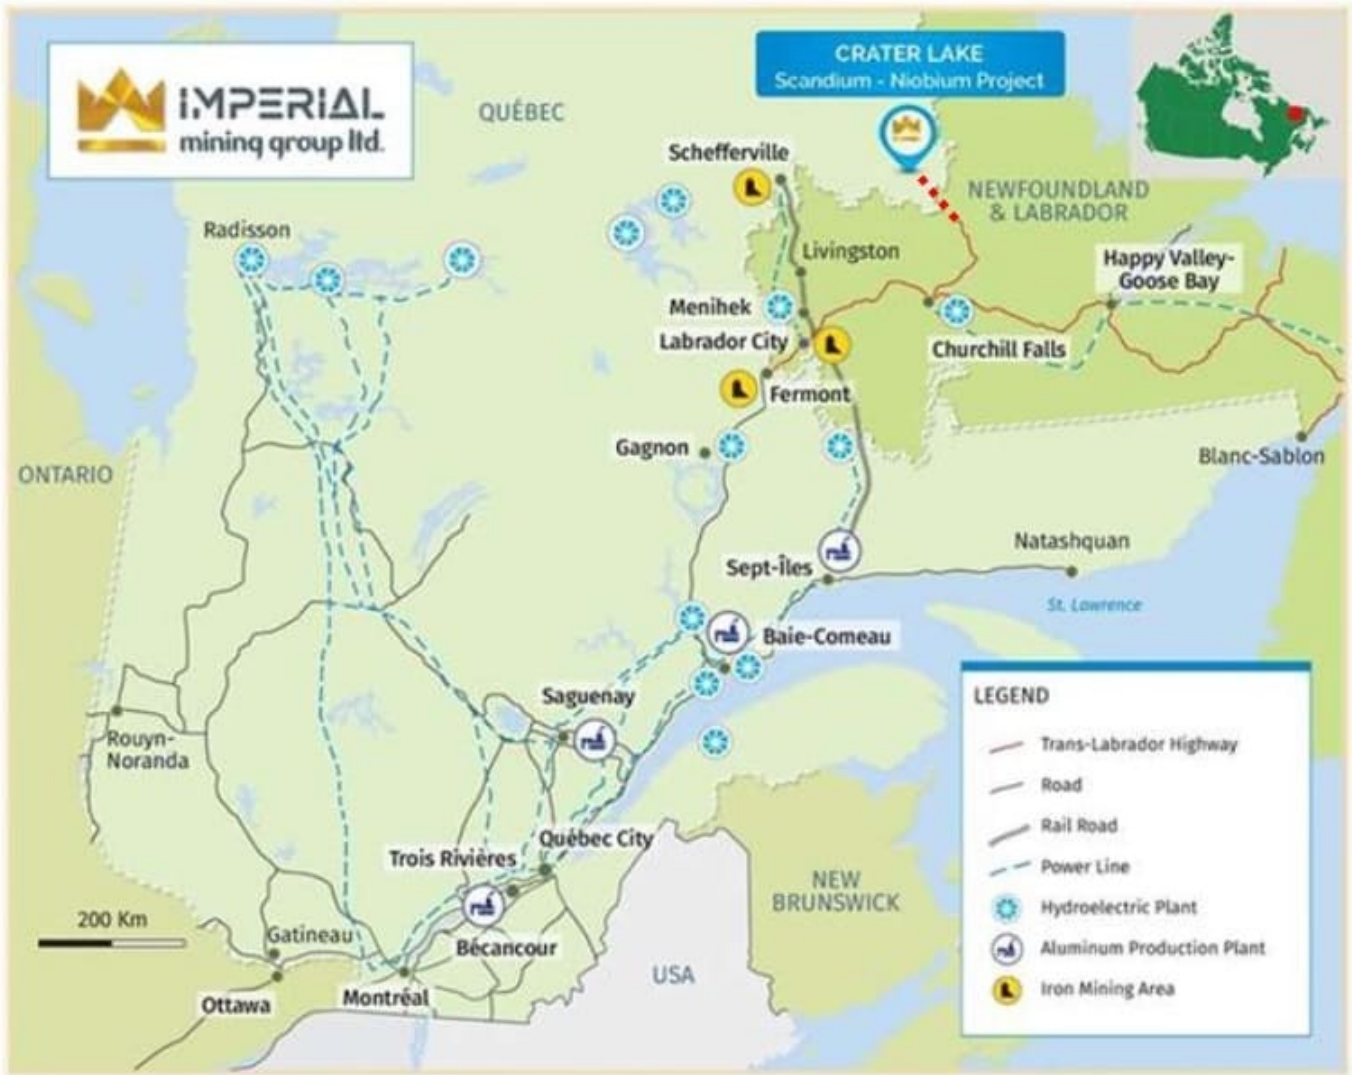 IMPERIAL
mining group ltd.
CRATER LAKE
Scandium - Niobium Project
QUÉBEC
Schefferville
NEWFOUNDLAND
& LABRADOR
Radisson
Livingston
Happy Valley-
Goose Bay
Menihek
Labrador City
Churchill Falls
Fermont
Gagnon
Blanc-Sablon
ONTARIO
Natashquan
Sept-Îles
St. Lawrence
Baie-Comeau
Saguenay
LEGEND
Trans-Labrador Highway
Road
Rail Road
Power Line
Hydroelectric Plant
Aluminum Production Plant
Iron Mining Area
Rouyn-
Noranda
Québec City
Trois Rivières
NEW
BRUNSWICK
200 Km
Gatineau
Bécancour
USA
Ottawa
Montréal